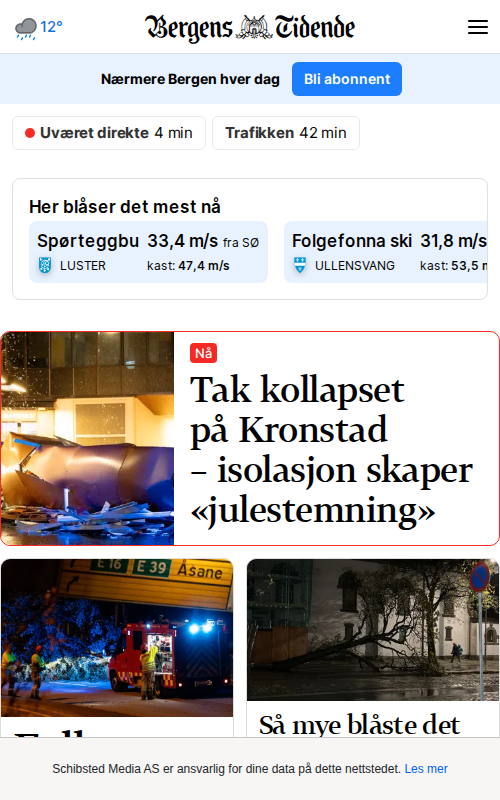 12°
Bergens Tidende
Nærmere Bergen hver dag
Bli abonnent
Uværet direkte 4 min
Trafikken 42 min
Her blåser det mest nå
Spørteggbu 33,4 m/s fra SØ
LUSTER kast: 47,4 m/s
Folgefonna ski 31,8 m/s
ULLENSVANG kast: 53,5 m
Nå
Tak kollapset
på Kronstad
– isolasjon skaper
«julestemning»
E 16 E 39 Åsane
Så mye blåste det
Schibsted Media AS er ansvarlig for dine data på dette nettstedet. Les mer